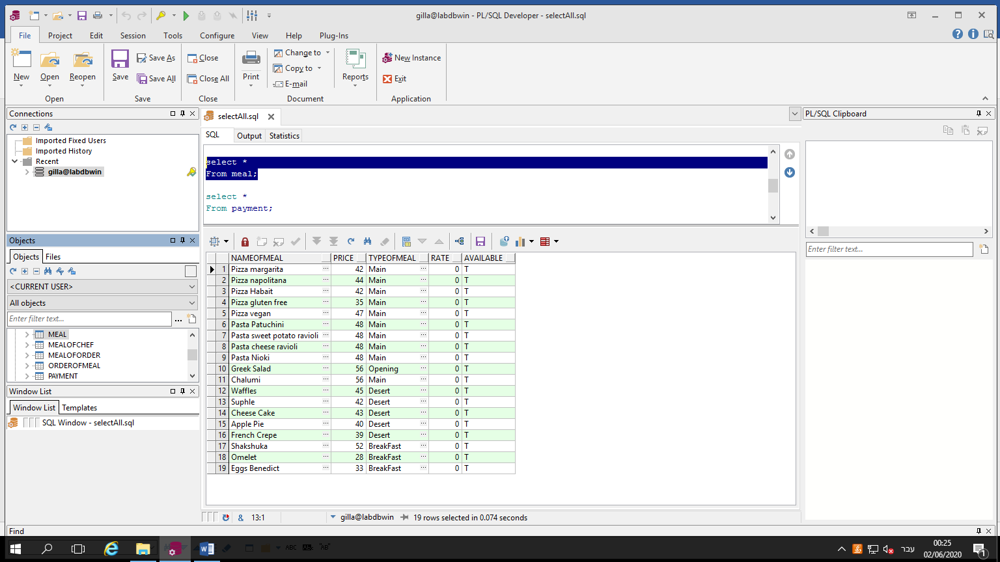 gilla@labdbwin - PL/SQL Developer - selectAll.sql
File Project Edit Session Tools Configure View Help Plug-Ins
New Open Reopen
Open
Save Save As Save All
Save
Close Close All
Close
Print Change to Copy to E-mail Reports
Document
New Instance Exit
Application
Connections
Imported Fixed Users
Imported History
Recent
gilla@labdbwin
Objects
Objects Files
<CURRENT USER>
All objects
Enter filter text...
MEAL
MEALOFCHEF
MEALOFORDER
ORDEROFMEAL
PAYMENT
Window List
Window List Templates
SQL Window - selectAll.sql
selectAll.sql
SQL Output Statistics
select *
From meal;
select *
From payment;
NAMEOFMEAL PRICE TYPEOFMEAL RATE AVAILABLE
1 Pizza margarita ... 42 Main ... 0 T
2 Pizza napolitana ... 44 Main ... 0 T
3 Pizza Habait ... 42 Main ... 0 T
4 Pizza gluten free ... 35 Main ... 0 T
5 Pizza vegan ... 47 Main ... 0 T
6 Pasta Patuchini ... 48 Main ... 0 T
7 Pasta sweet potato ravioli ... 48 Main ... 0 T
8 Pasta cheese ravioli ... 48 Main ... 0 T
9 Pasta Nioki ... 48 Main ... 0 T
10 Greek Salad ... 56 Opening ... 0 T
11 Chalumi ... 56 Main ... 0 T
12 Waffles ... 45 Desert ... 0 T
13 Suphle ... 42 Desert ... 0 T
14 Cheese Cake ... 43 Desert ... 0 T
15 Apple Pie ... 40 Desert ... 0 T
16 French Crepe ... 39 Desert ... 0 T
17 Shakshuka ... 52 BreakFast ... 0 T
18 Omelet ... 28 BreakFast ... 0 T
19 Eggs Benedict ... 33 BreakFast ... 0 T
& 13:1 gilla@labdbwin 19 rows selected in 0.074 seconds
PL/SQL Clipboard
Enter filter text...
Find
ABC "AB"
עבר
00:25
02/06/2020
1